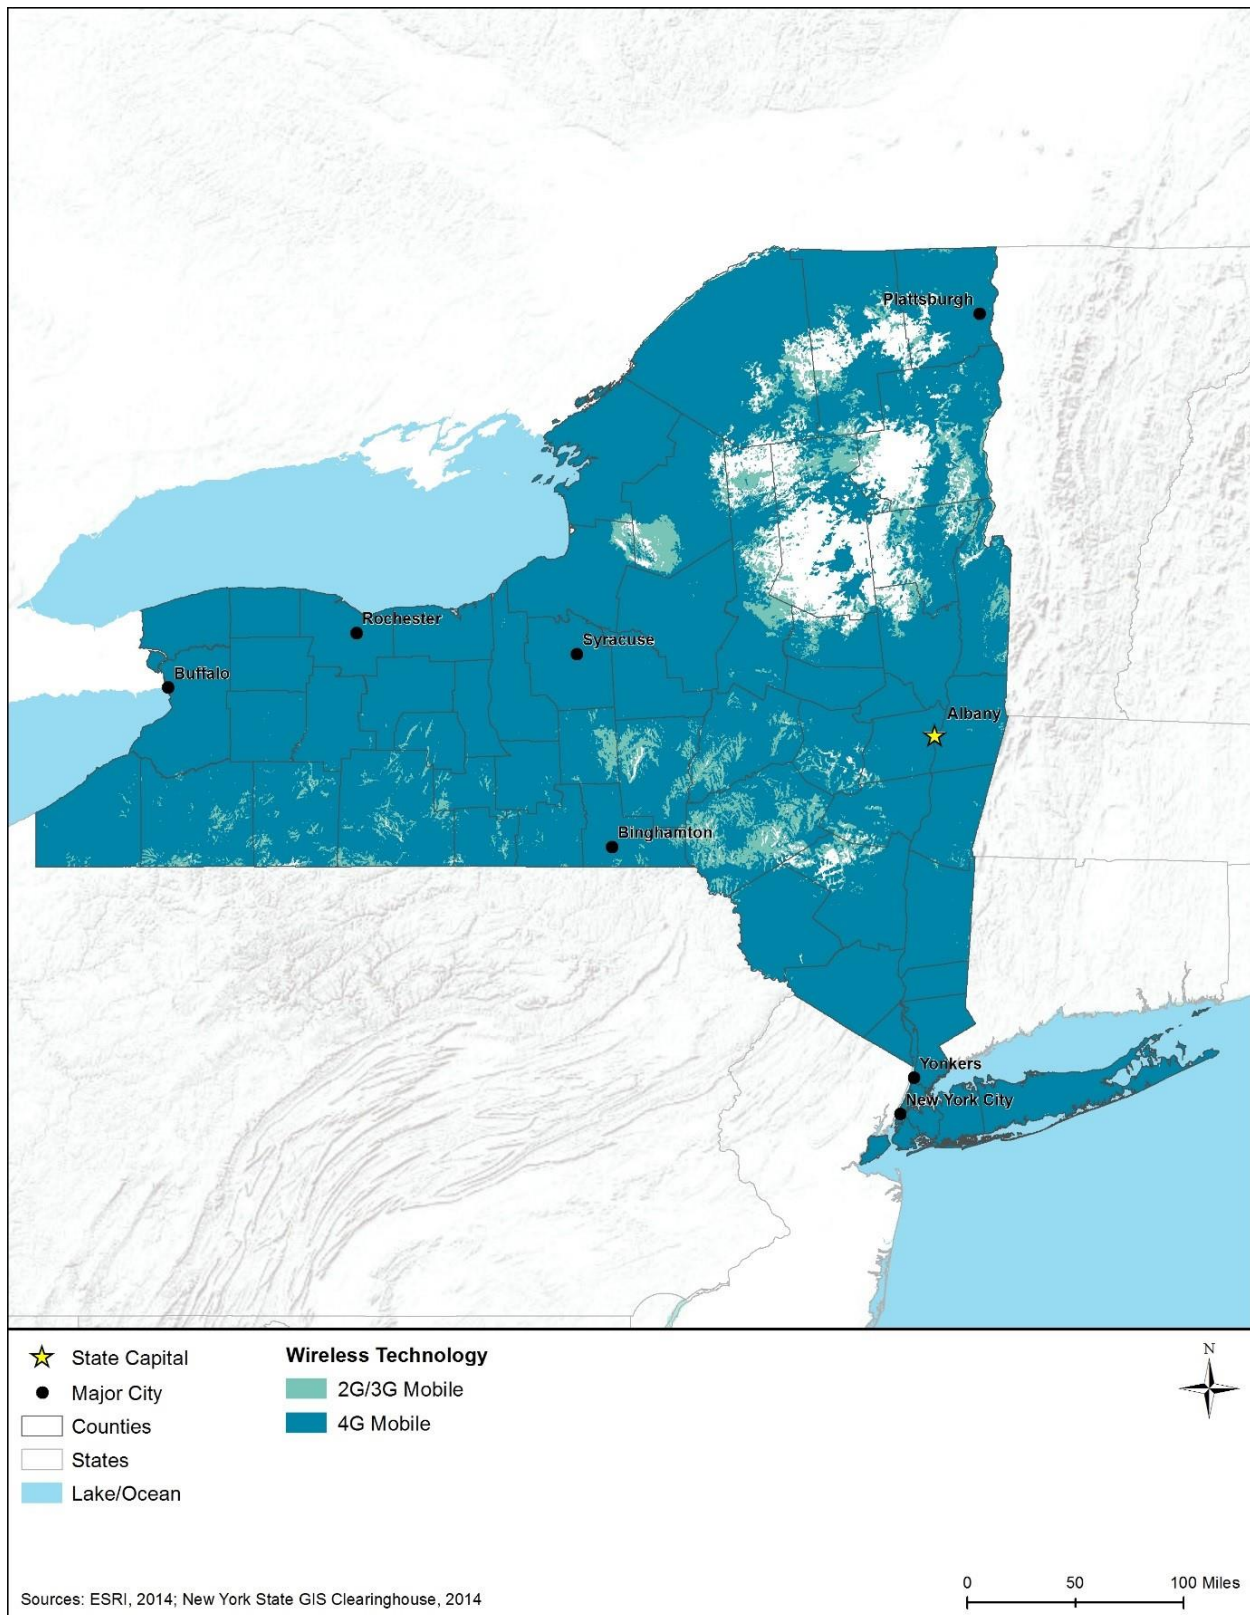 Plattsburgh
Rochester
Syracuse
Buffalo
Albany
Binghamton
Yonkers
New York City
State Capital
Major City
Counties
States
Lake/Ocean
Wireless Technology
2G/3G Mobile
4G Mobile
N
0 50 100 Miles
Sources: ESRI, 2014; New York State GIS Clearinghouse, 2014